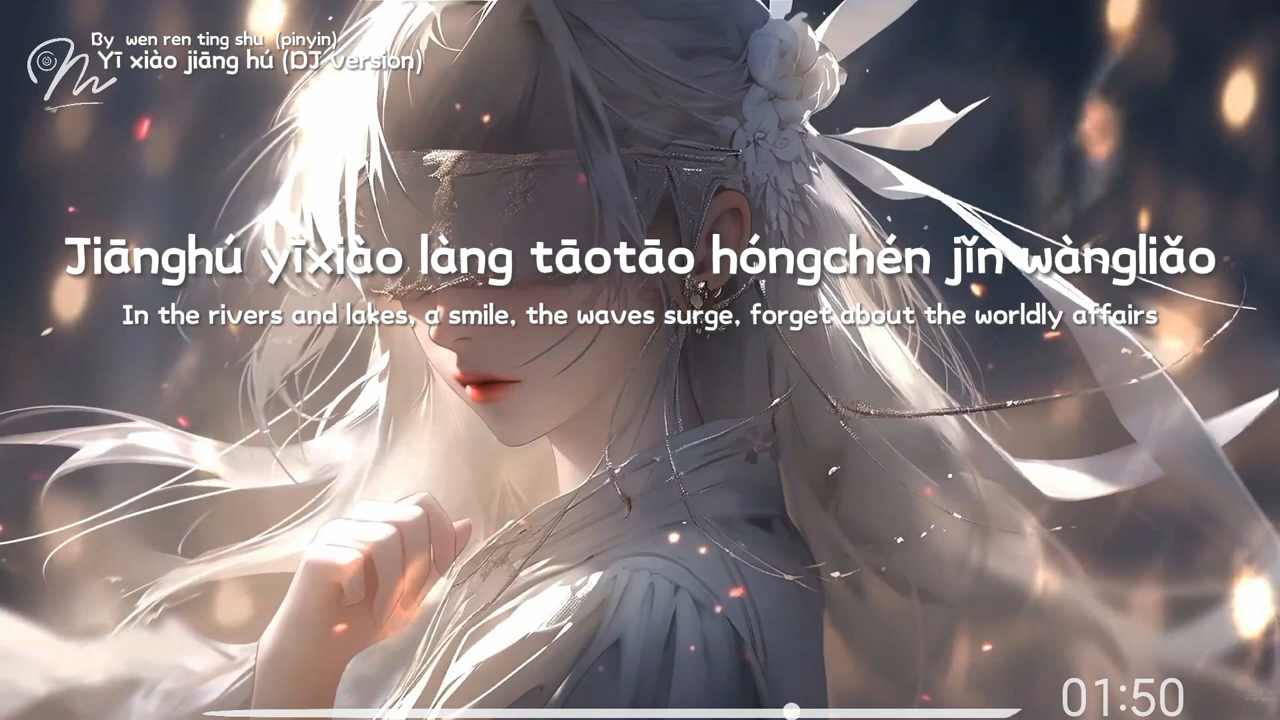 By wen ren ting shu (pinyin)
Yī xiào jiāng hú (DJ version)
Jiānghú yīxiào làng tāotāo hóngchén jǐn wàngliǎo
In the rivers and lakes, a smile, the waves surge, forget about the worldly affairs
01:50